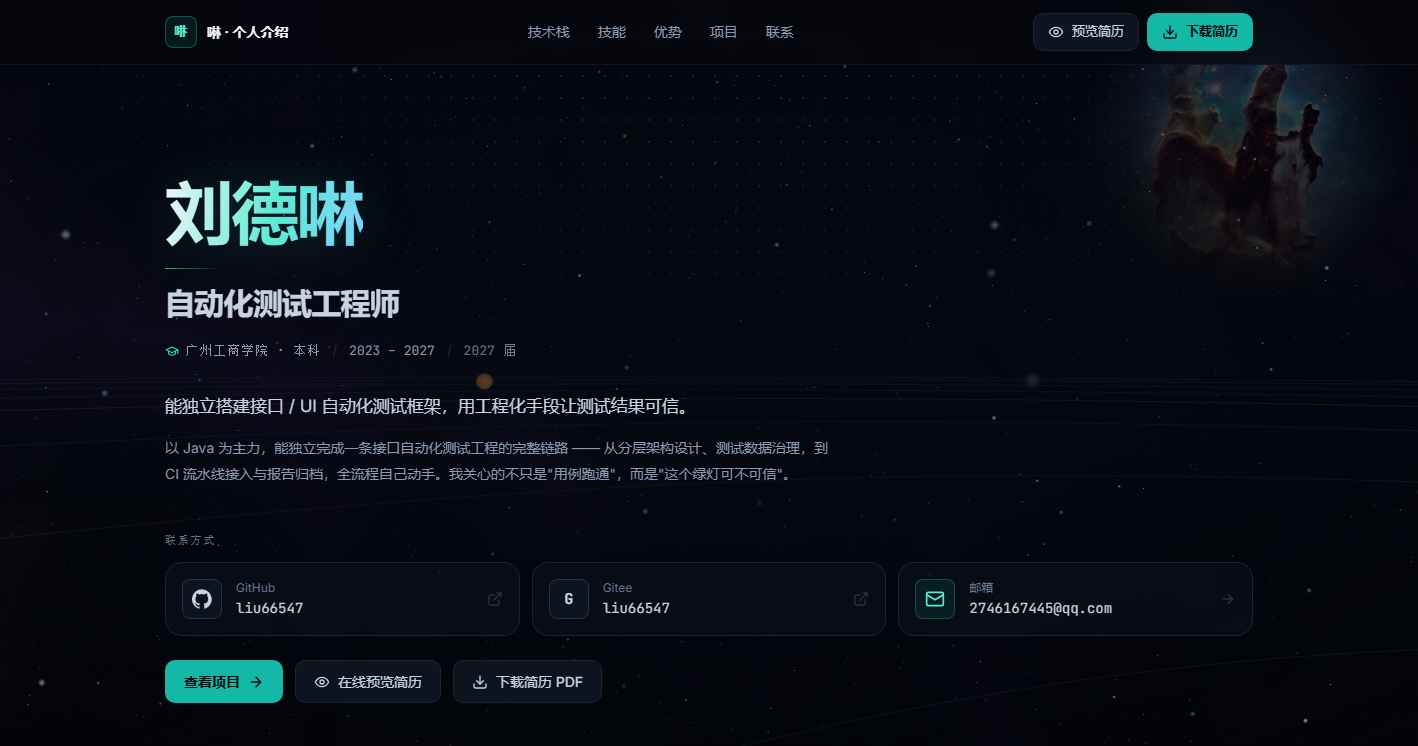 啉 啉 · 个人介绍
技术栈 技能 优势 项目 联系
预览简历 下载简历
刘德啉
自动化测试工程师
广州工商学院 · 本科 / 2023 – 2027 / 2027 届
能独立搭建接口 / UI 自动化测试框架，用工程化手段让测试结果可信。
以 Java 为主力，能独立完成一条接口自动化测试工程的完整链路 —— 从分层架构设计、测试数据治理，到
CI 流水线接入与报告归档，全流程自己动手。我关心的不只是"用例跑通"，而是"这个绿灯可不可信"。
联系方式
GitHub
liu66547
Gitee
G liu66547
邮箱
2746167445@qq.com
查看项目 在线预览简历 下载简历 PDF